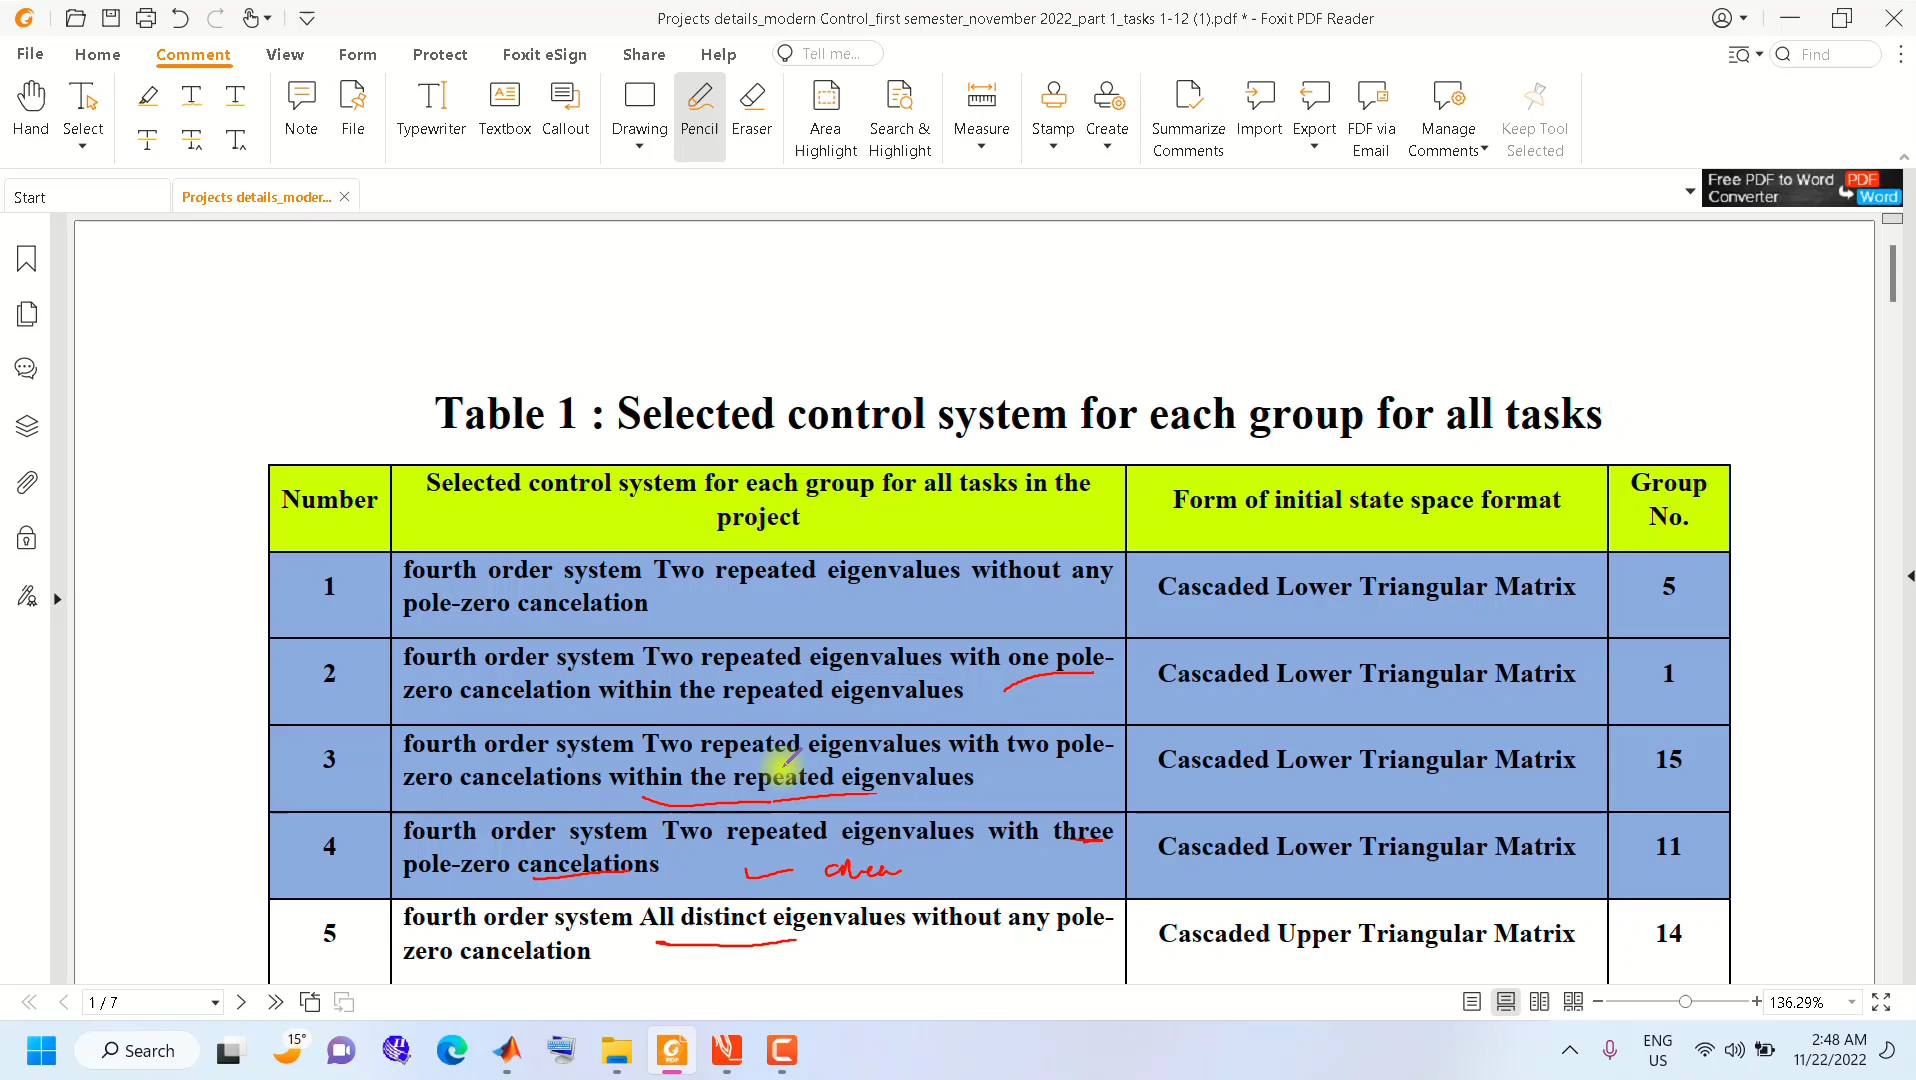 Projects details_modern Control_first semester_november 2022_part 1_tasks 1-12 (1).pdf * - Foxit PDF Reader
File Home Comment View Form Protect Foxit eSign Share Help Tell me... Find
Hand Select Note File Typewriter Textbox Callout Drawing Pencil Eraser Area Highlight Search & Highlight Measure Stamp Create Summarize Comments Import Export FDF via Email Manage Comments Keep Tool Selected
Start Projects details_moder...
Free PDF to Word Converter PDF Word
Table 1 : Selected control system for each group for all tasks
Number
Selected control system for each group for all tasks in the
project
Form of initial state space format
Group
No.
1
fourth order system Two repeated eigenvalues without any
pole-zero cancelation
Cascaded Lower Triangular Matrix
5
2
fourth order system Two repeated eigenvalues with one pole-
zero cancelation within the repeated eigenvalues
Cascaded Lower Triangular Matrix
1
3
fourth order system Two repeated eigenvalues with two pole-
zero cancelations within the repeated eigenvalues
Cascaded Lower Triangular Matrix
15
4
fourth order system Two repeated eigenvalues with three
pole-zero cancelations
Cascaded Lower Triangular Matrix
11
5
fourth order system All distinct eigenvalues without any pole-
zero cancelation
Cascaded Upper Triangular Matrix
14
1 / 7
136.29%
15°
Search
ENG
US
2:48 AM
11/22/2022